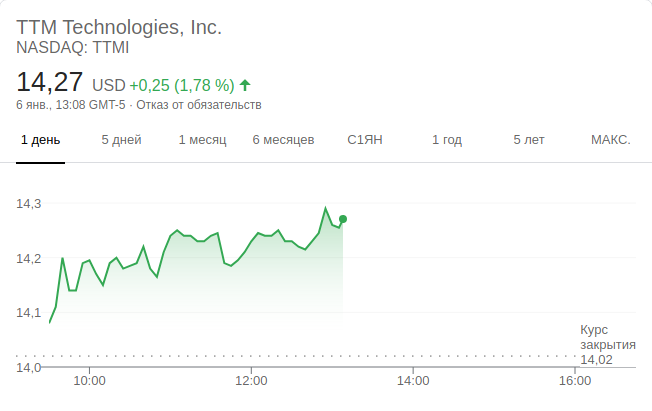 TTM Technologies, Inc.
NASDAQ: TTMI
14,27 USD +0,25 (1,78 %)
6 янв., 13:08 GMT-5 · Отказ от обязательств
1 день 5 дней 1 месяц 6 месяцев С1ЯН 1 год 5 лет МАКС.
14,3
14,2
14,1
14,0
Курс
закрытия
14,02
10:00 12:00 14:00 16:00